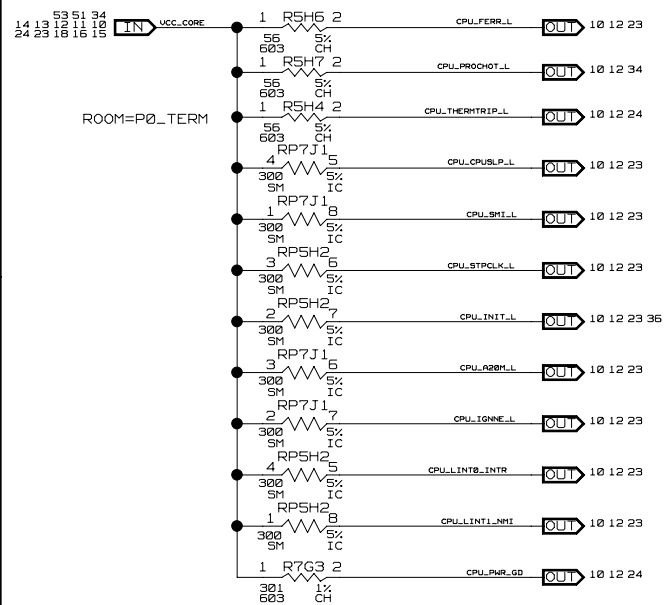 53 51 34
14 13 12 11 10
24 23 18 16 15
IN
VCC_CORE
ROOM=P0_TERM
1 R5H6 2
56 5%
603 CH
CPU_FERR_L
OUT 10 12 23
1 R5H7 2
56 5%
603 CH
CPU_PROCHOT_L
OUT 10 12 34
1 R5H4 2
56 5%
603 CH
CPU_THERMTRIP_L
OUT 10 12 24
RP7J1
4 5
300 5%
SM IC
CPU_CPUSLP_L
OUT 10 12 23
RP7J1
1 8
300 5%
SM IC
CPU_SMI_L
OUT 10 12 23
RP5H2
3 6
300 5%
SM IC
CPU_STPCLK_L
OUT 10 12 23
RP5H2
2 7
300 5%
SM IC
CPU_INIT_L
OUT 10 12 23 36
RP7J1
3 6
300 5%
SM IC
CPU_A20M_L
OUT 10 12 23
RP7J1
2 7
300 5%
SM IC
CPU_IGNNE_L
OUT 10 12 23
RP5H2
4 5
300 5%
SM IC
CPU_LINT0_INTR
OUT 10 12 23
RP5H2
1 8
300 5%
SM IC
CPU_LINT1_NMI
OUT 10 12 23
1 R7G3 2
301 1%
603 CH
CPU_PWR_GD
OUT 10 12 24